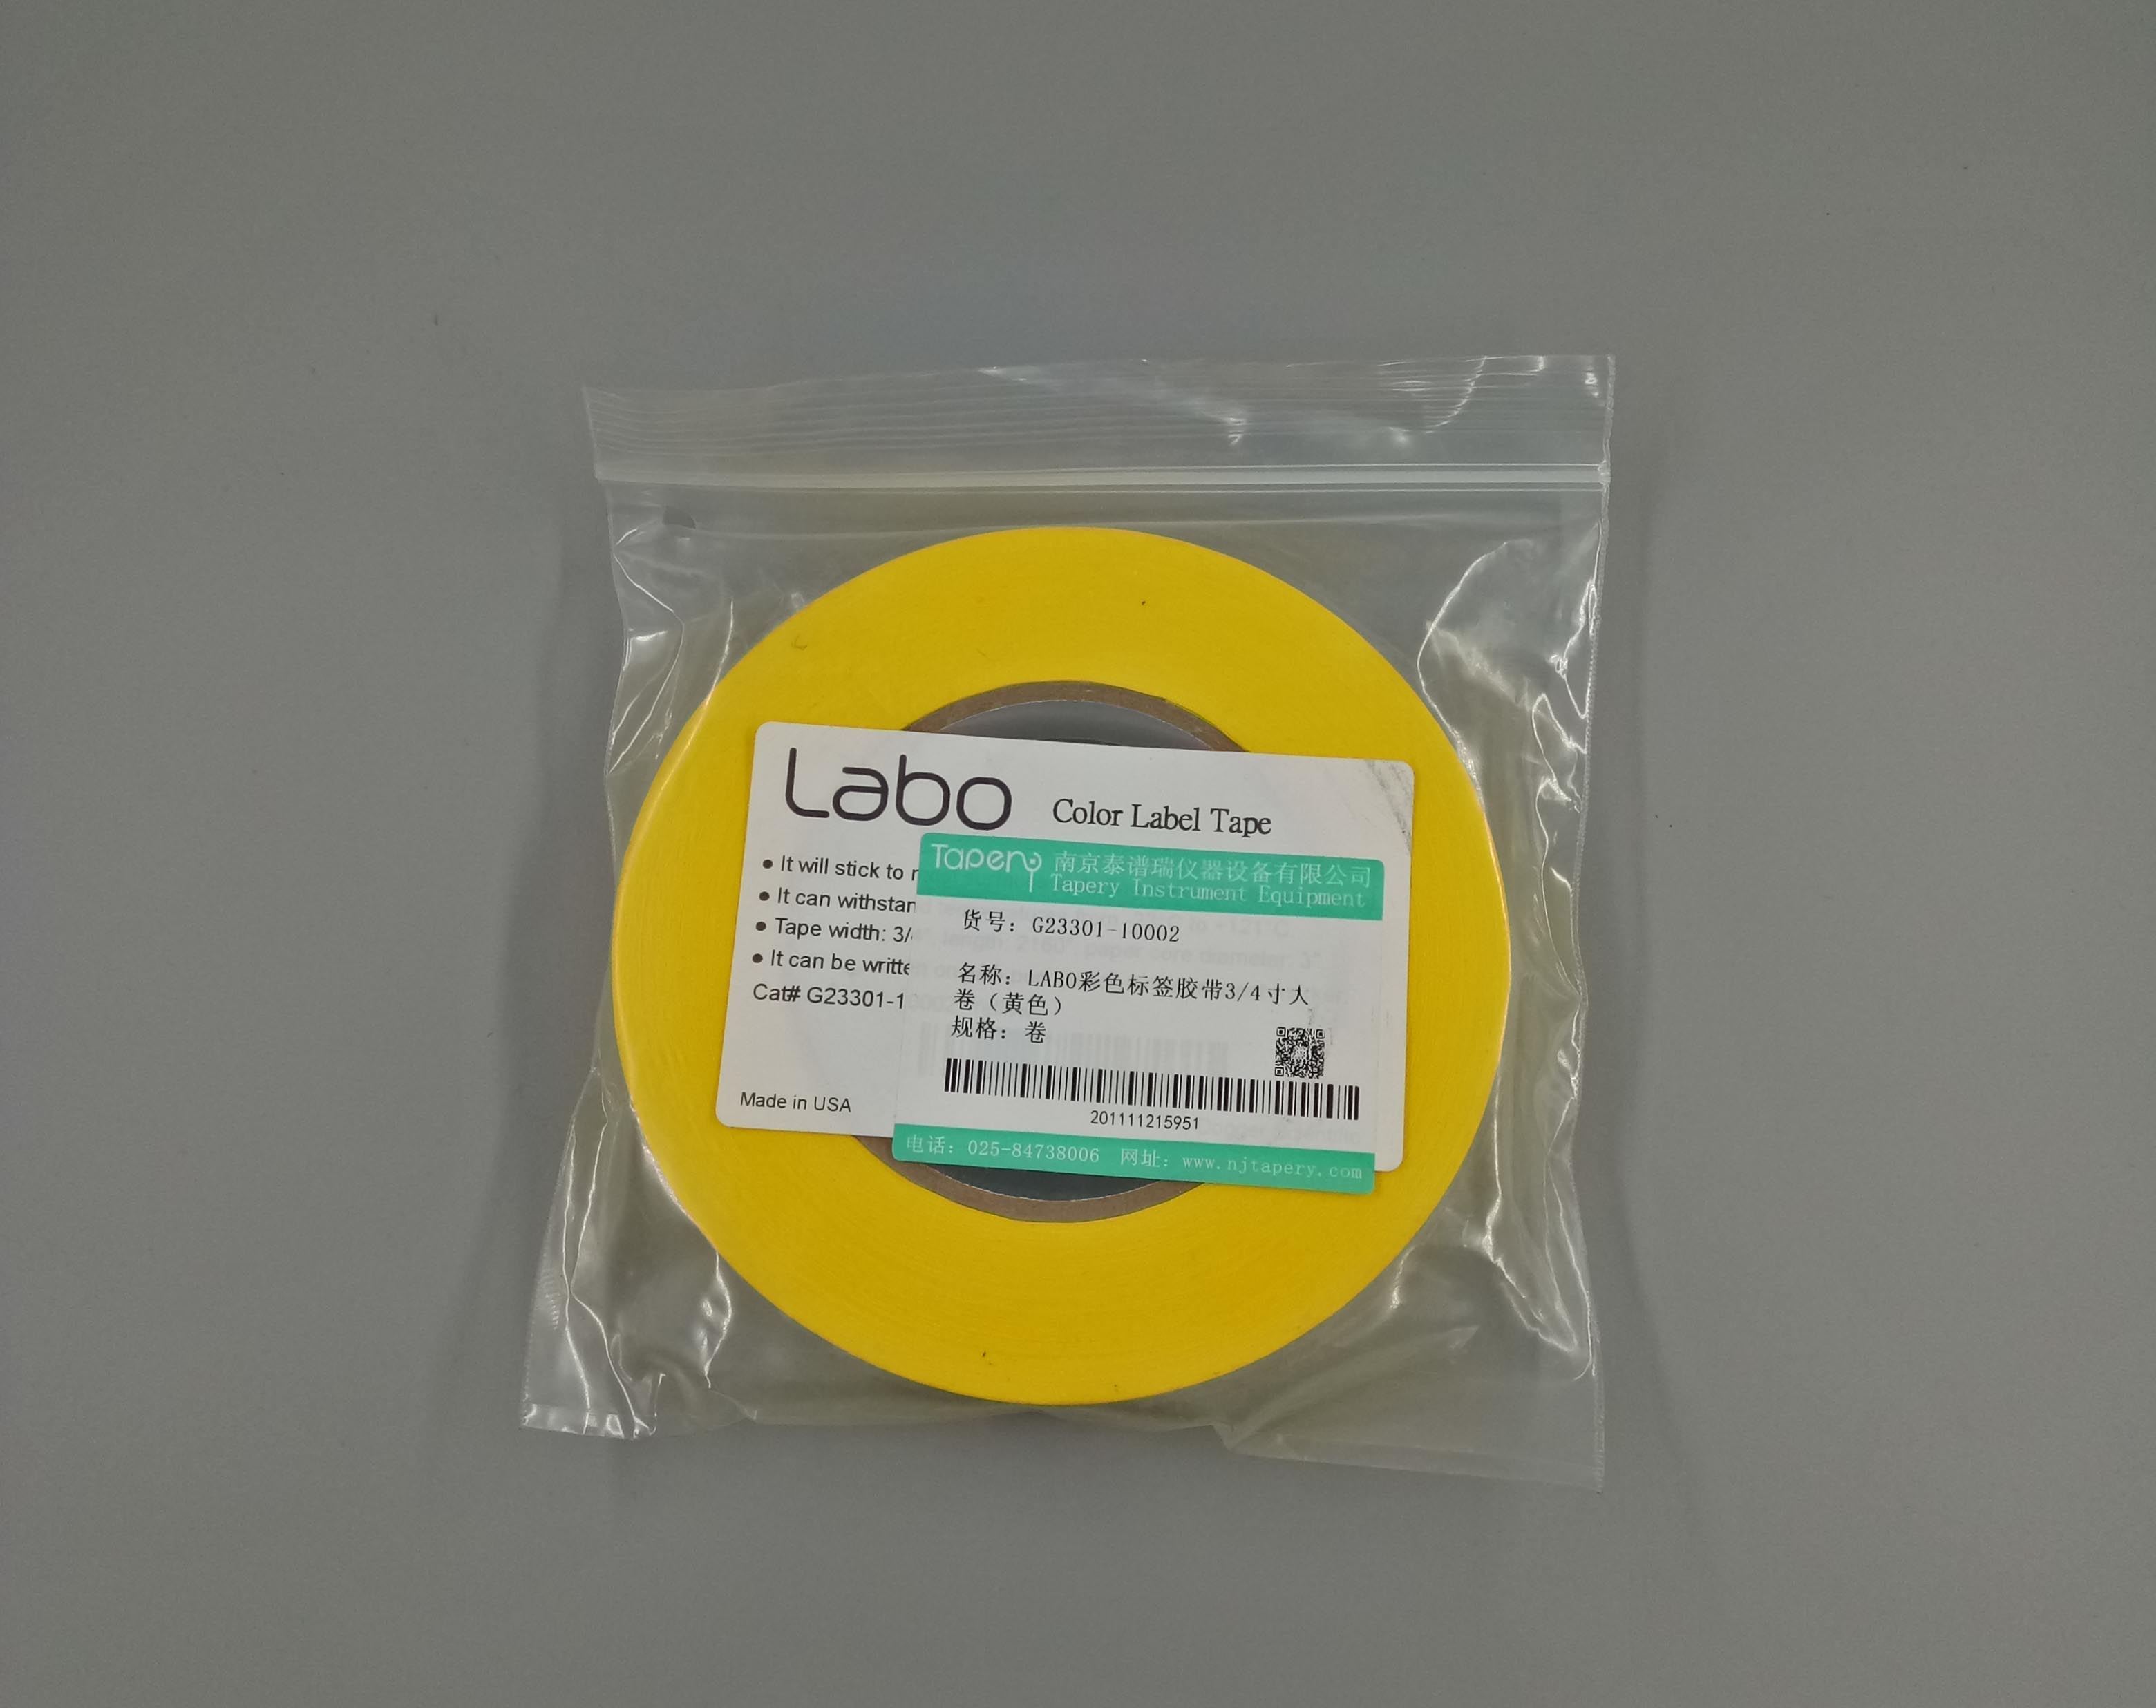 Labo Color Label Tape
• It will stick to
• It can withstan
• Tape width: 3/
• It can be writte
Cat# G23301-1
Made in USA
Tapery 南京泰谱瑞仪器设备有限公司
Tapery Instrument Equipment
货号：G23301-10002
名称：LABO彩色标签胶带3/4寸大
卷（黄色）
规格：卷
201111215951
电话：025-84738006 网址：www.njtapery.com